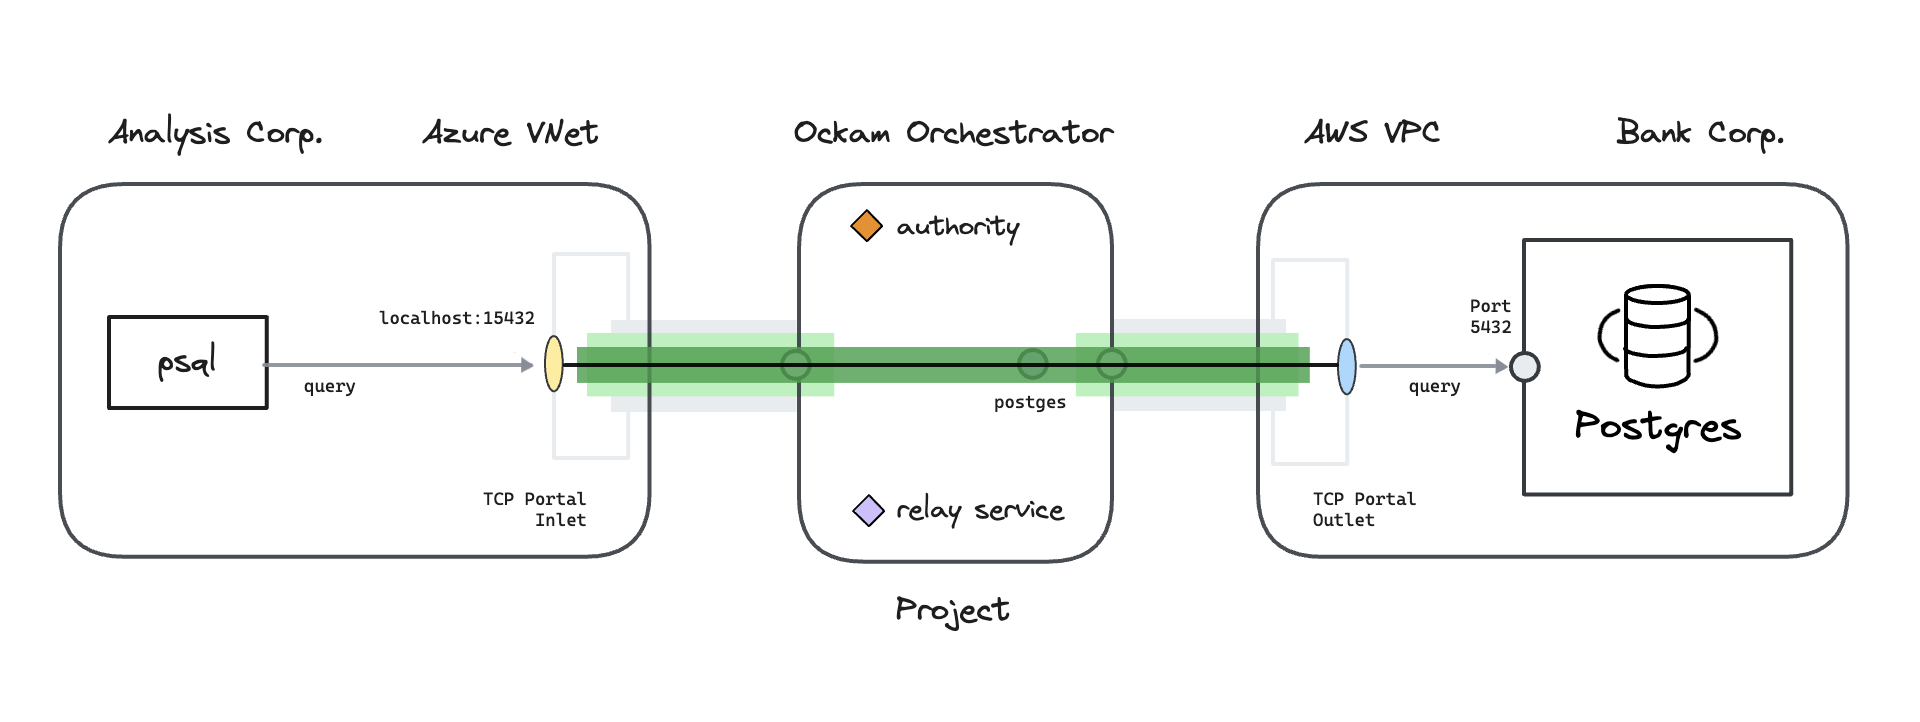 Analysis Corp.
Azure VNet
Ockam Orchestrator
AWS VPC
Bank Corp.
authority
localhost:15432
psql
query
postges
Port
5432
query
Postgres
TCP Portal
Inlet
relay service
TCP Portal
Outlet
Project